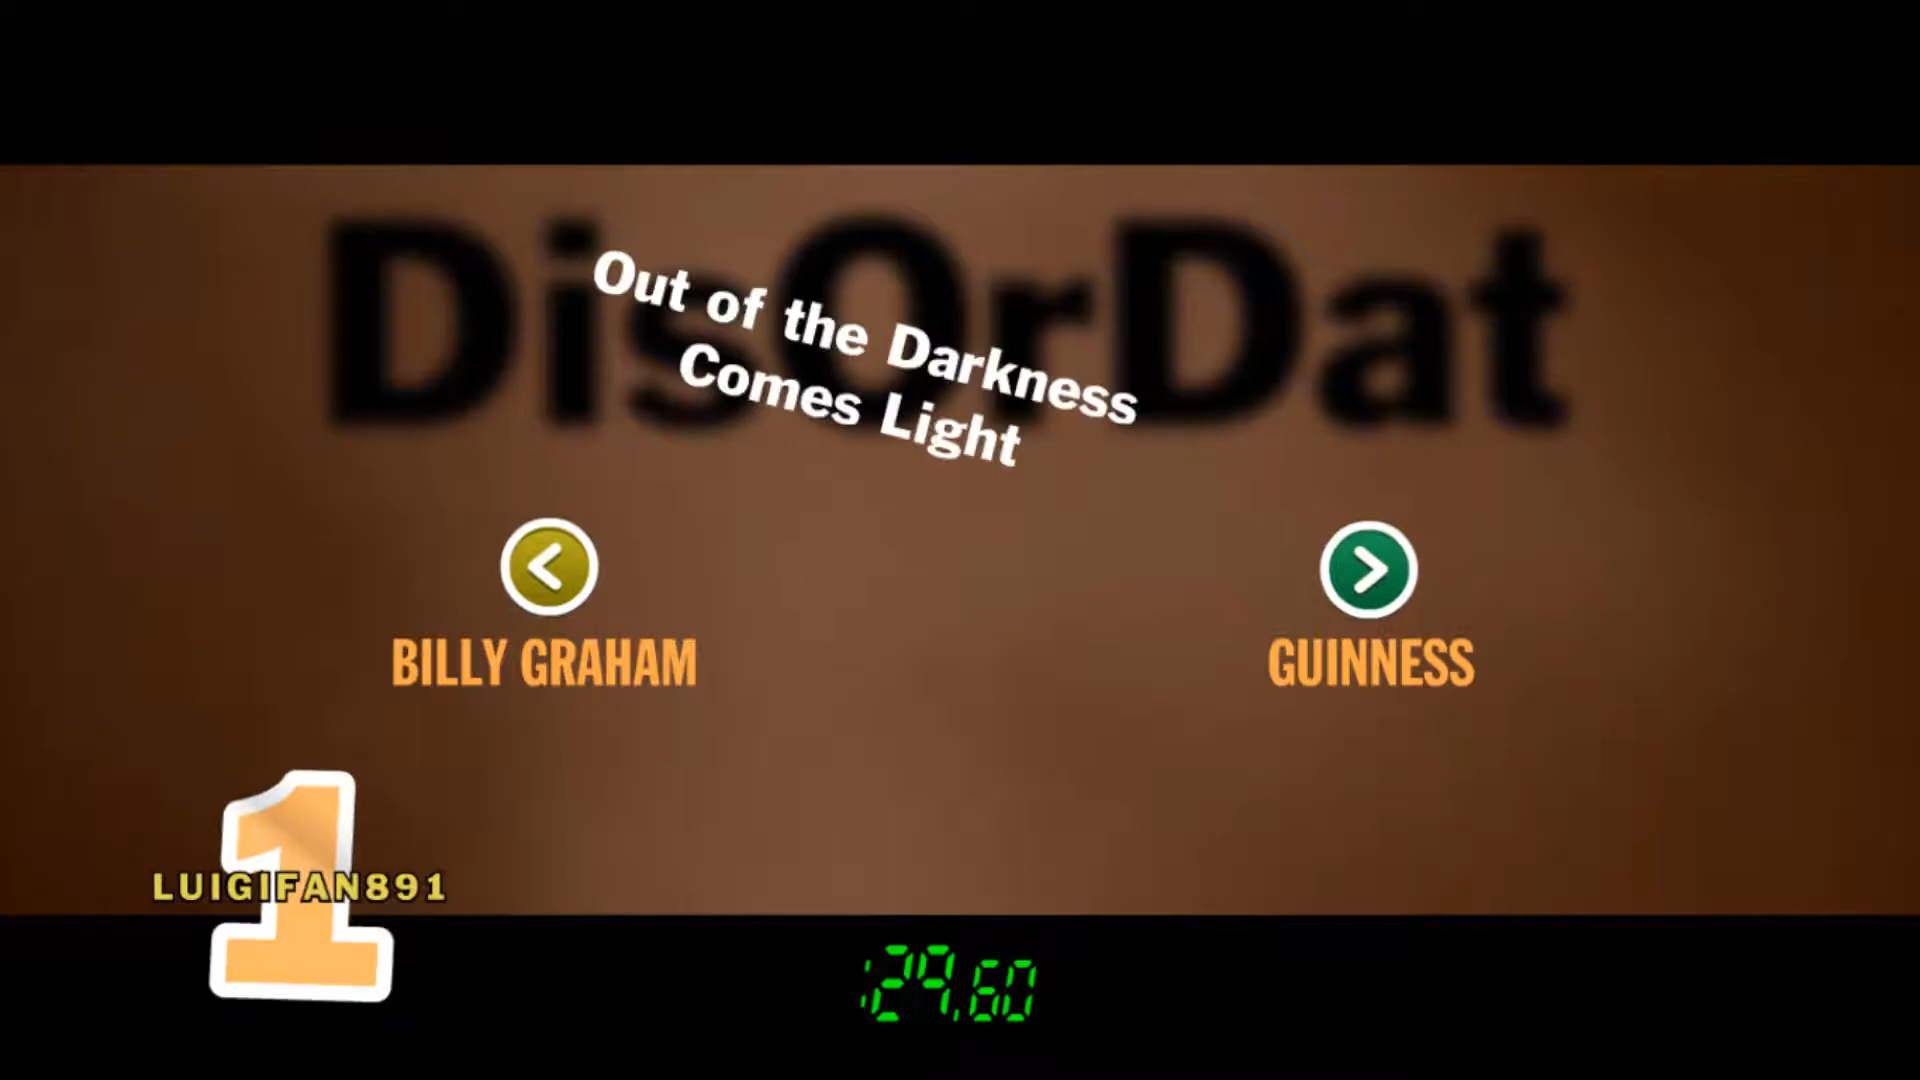 DisOrDat
Out of the Darkness
Comes Light
BILLY GRAHAM
GUINNESS
1
LUIGIFAN891
:29.60